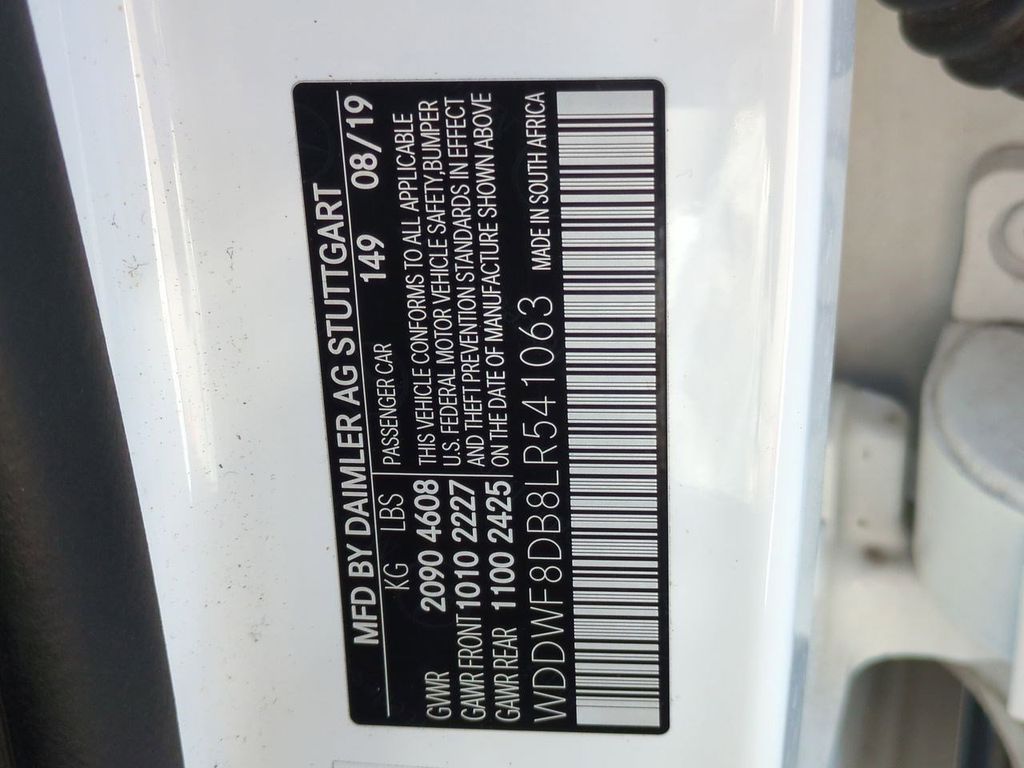 MFD BY DAIMLER AG STUTTGART
KG LBS PASSENGER CAR 149 08/19
GWR 2090 4608 THIS VEHICLE CONFORMS TO ALL APPLICABLE
GAWR FRONT 1010 2227 U.S. FEDERAL MOTOR VEHICLE SAFETY,BUMPER
GAWR REAR 1100 2425 AND THEFT PREVENTION STANDARDS IN EFFECT
ON THE DATE OF MANUFACTURE SHOWN ABOVE
WDDWF8DB8LR541063 MADE IN SOUTH AFRICA